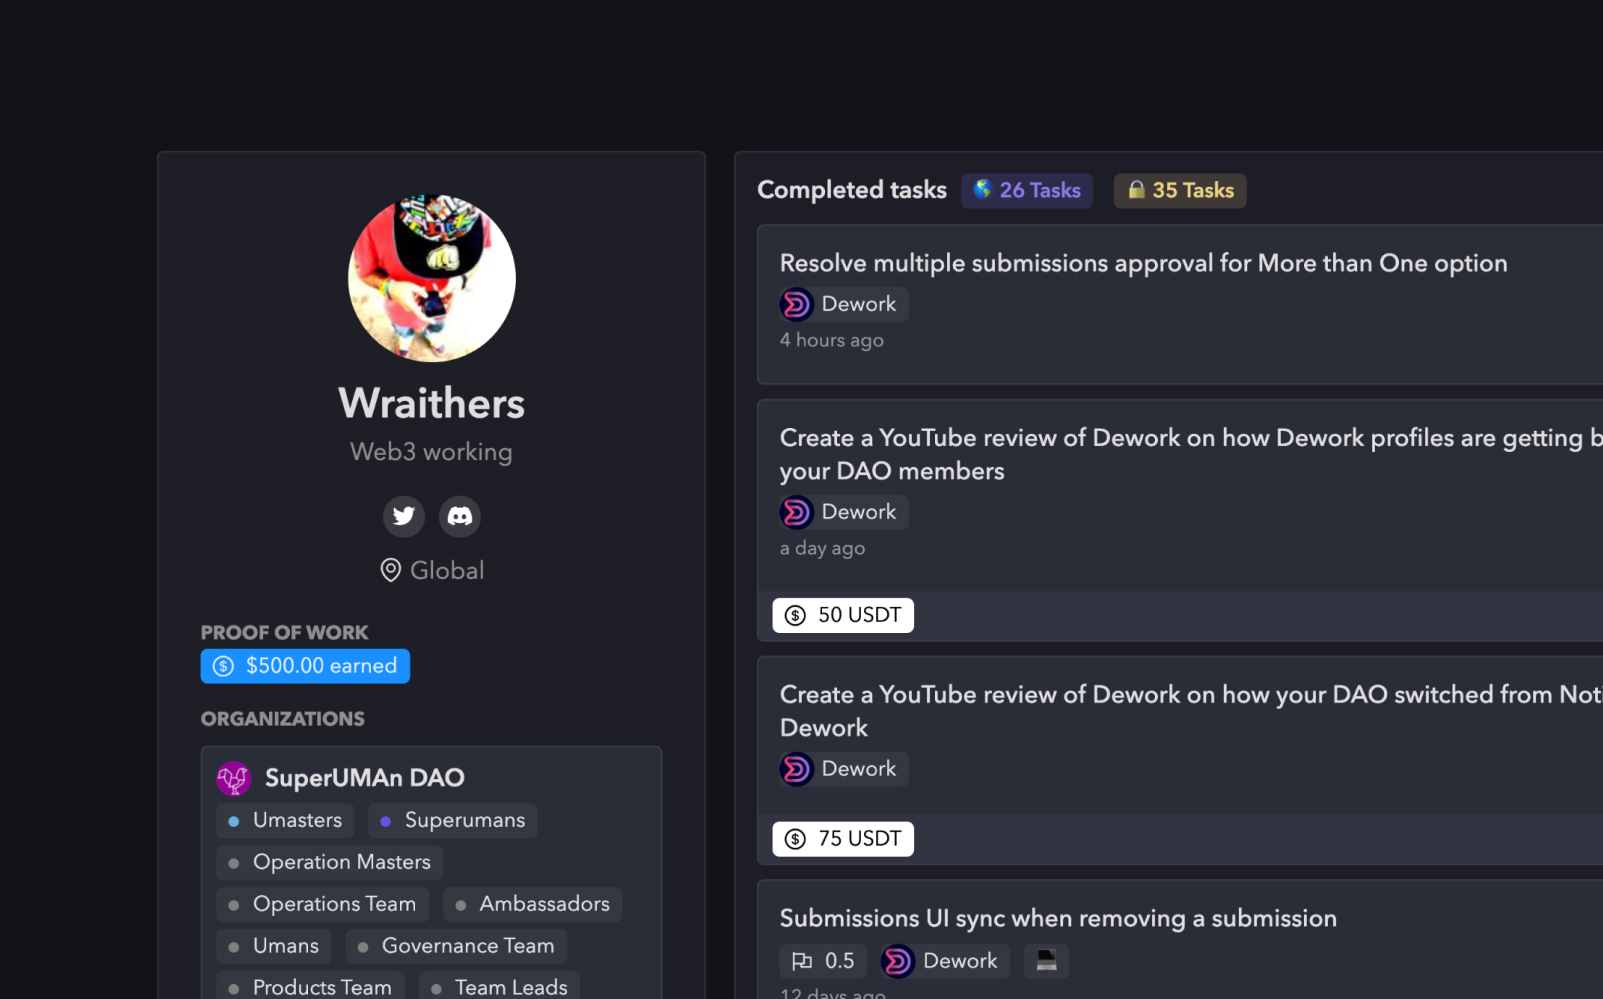 Wraithers
Web3 working
Global
PROOF OF WORK
$500.00 earned
ORGANIZATIONS
SuperUMAn DAO
Umasters
Superumans
Operation Masters
Operations Team
Ambassadors
Umans
Governance Team
Products Team
Team Leads
Completed tasks
26 Tasks
35 Tasks
Resolve multiple submissions approval for More than One option
Dework
4 hours ago
Create a YouTube review of Dework on how Dework profiles are getting b
your DAO members
Dework
a day ago
50 USDT
Create a YouTube review of Dework on how your DAO switched from Noti
Dework
Dework
75 USDT
Submissions UI sync when removing a submission
0.5
Dework
12 days ago